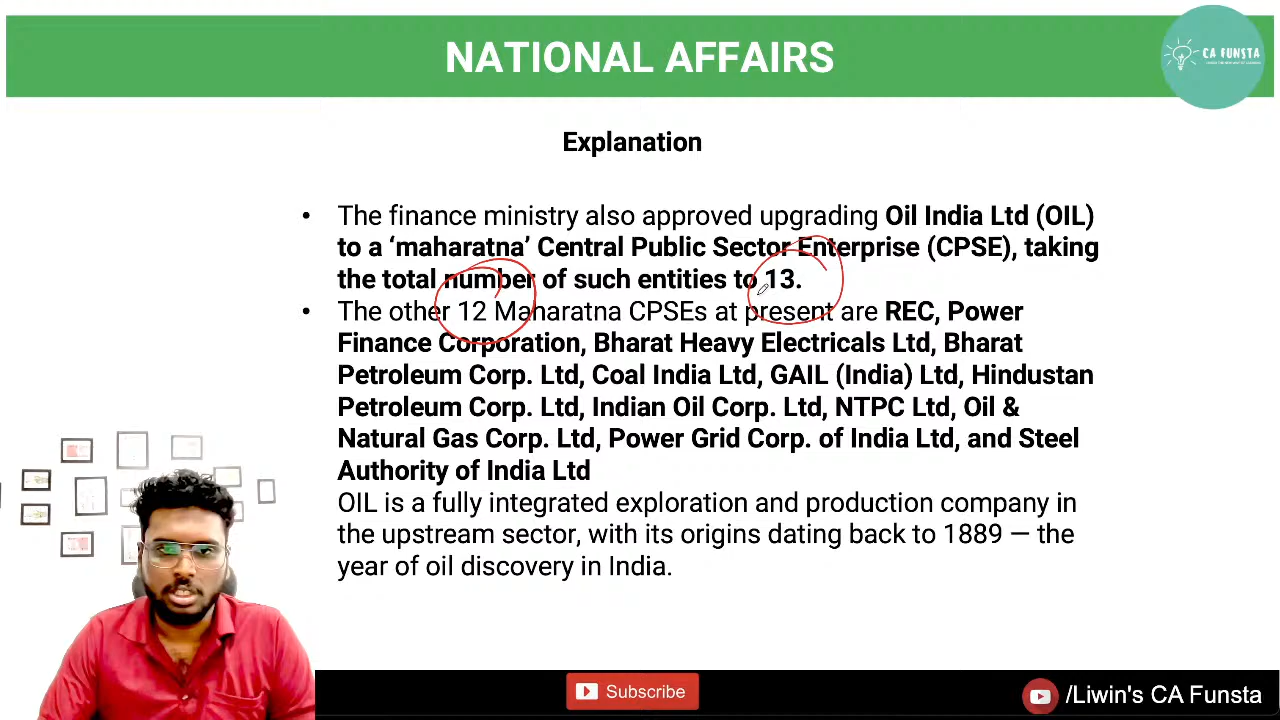 NATIONAL AFFAIRS
CA FUNSTA
Explanation
• The finance ministry also approved upgrading Oil India Ltd (OIL)
to a ‘maharatna’ Central Public Sector Enterprise (CPSE), taking
the total number of such entities to 13.
• The other 12 Maharatna CPSEs at present are REC, Power
Finance Corporation, Bharat Heavy Electricals Ltd, Bharat
Petroleum Corp. Ltd, Coal India Ltd, GAIL (India) Ltd, Hindustan
Petroleum Corp. Ltd, Indian Oil Corp. Ltd, NTPC Ltd, Oil &
Natural Gas Corp. Ltd, Power Grid Corp. of India Ltd, and Steel
Authority of India Ltd
OIL is a fully integrated exploration and production company in
the upstream sector, with its origins dating back to 1889 — the
year of oil discovery in India.
Subscribe
/Liwin's CA Funsta